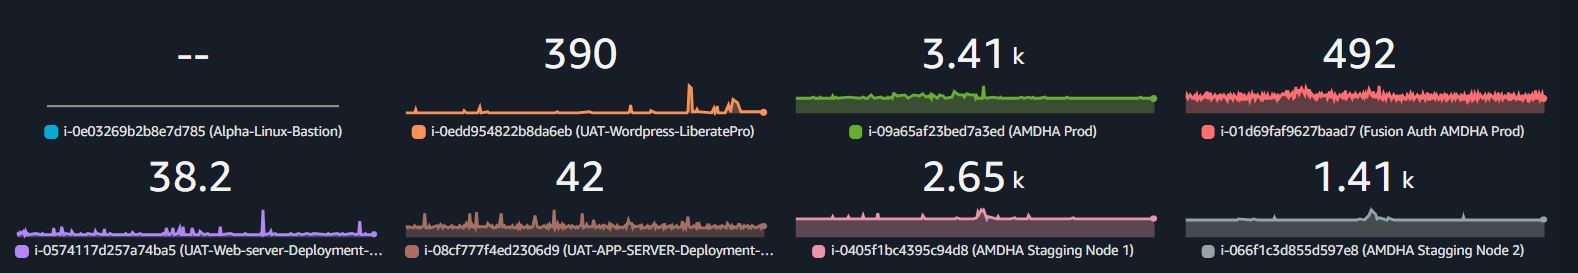 --
390
3.41 k
492
i-0e03269b2b8e7d785 (Alpha-Linux-Bastion)
i-0edd954822b8da6eb (UAT-Wordpress-LiberatePro)
i-09a65af23bed7a3ed (AMDHA Prod)
i-01d69faf9627baad7 (Fusion Auth AMDHA Prod)
38.2
42
2.65 k
1.41 k
i-0574117d257a74ba5 (UAT-Web-server-Deployment-...
i-08cf777f4ed2306d9 (UAT-APP-SERVER-Deployment-...
i-0405f1bc4395c94d8 (AMDHA Stagging Node 1)
i-066f1c3d855d597e8 (AMDHA Stagging Node 2)